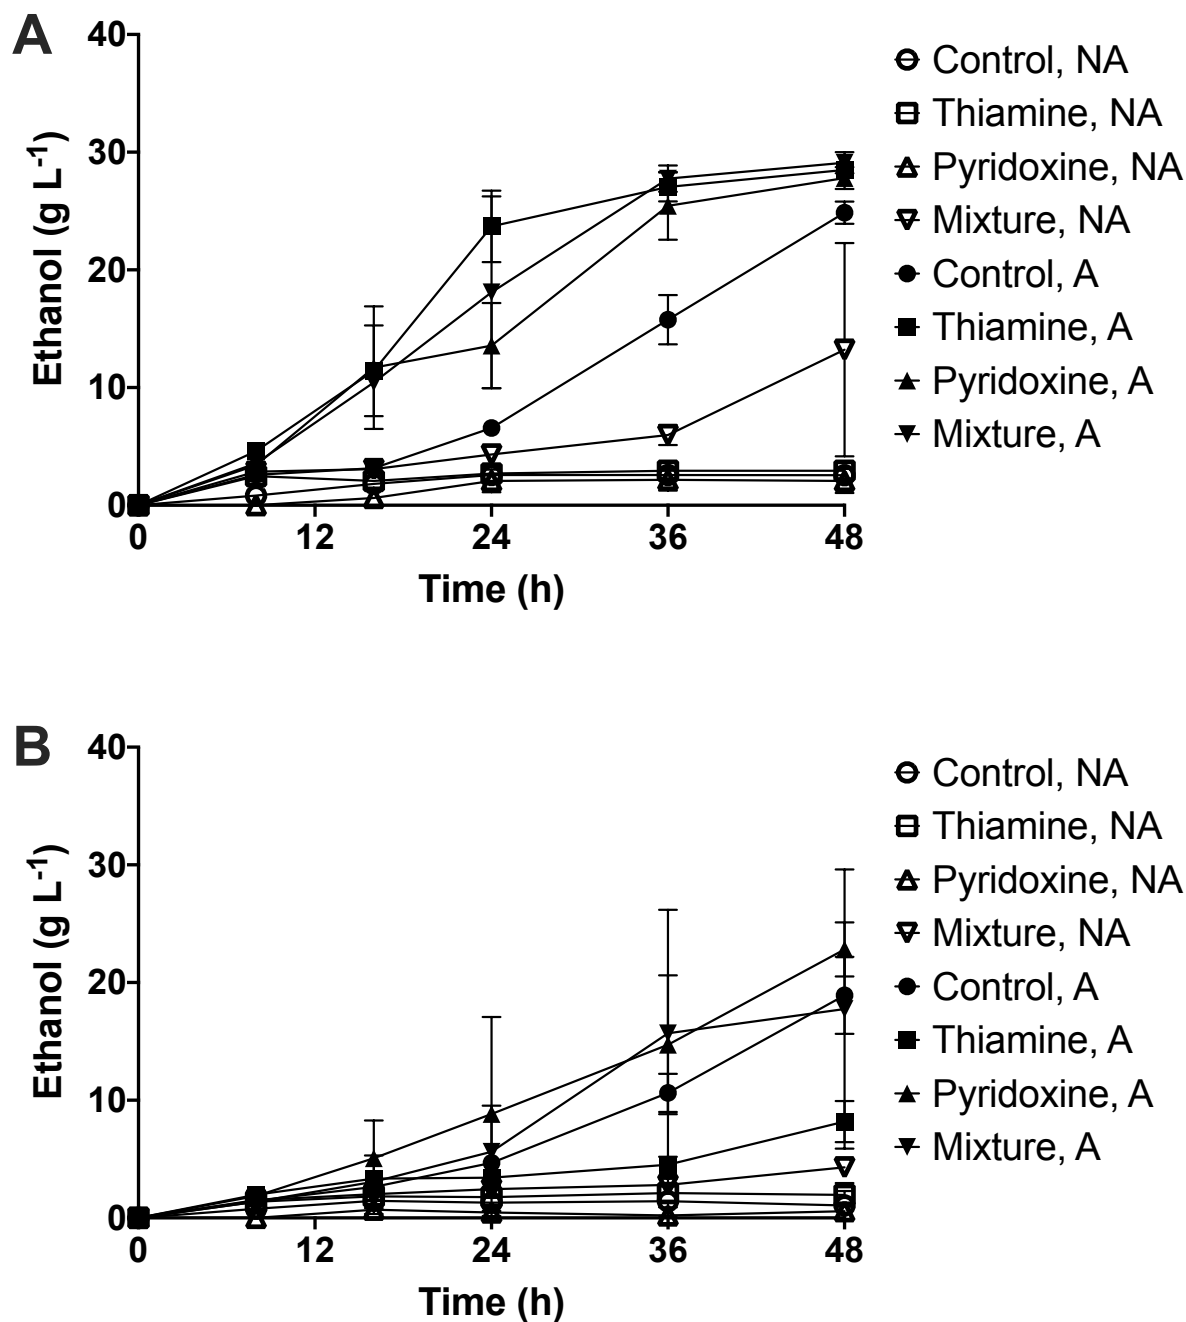 A
40
30
20
10
0
Ethanol (g L-1)
0 12 24 36 48
Time (h)
Control, NA
Thiamine, NA
Pyridoxine, NA
Mixture, NA
Control, A
Thiamine, A
Pyridoxine, A
Mixture, A
B
40
30
20
10
0
Ethanol (g L-1)
0 12 24 36 48
Time (h)
Control, NA
Thiamine, NA
Pyridoxine, NA
Mixture, NA
Control, A
Thiamine, A
Pyridoxine, A
Mixture, A